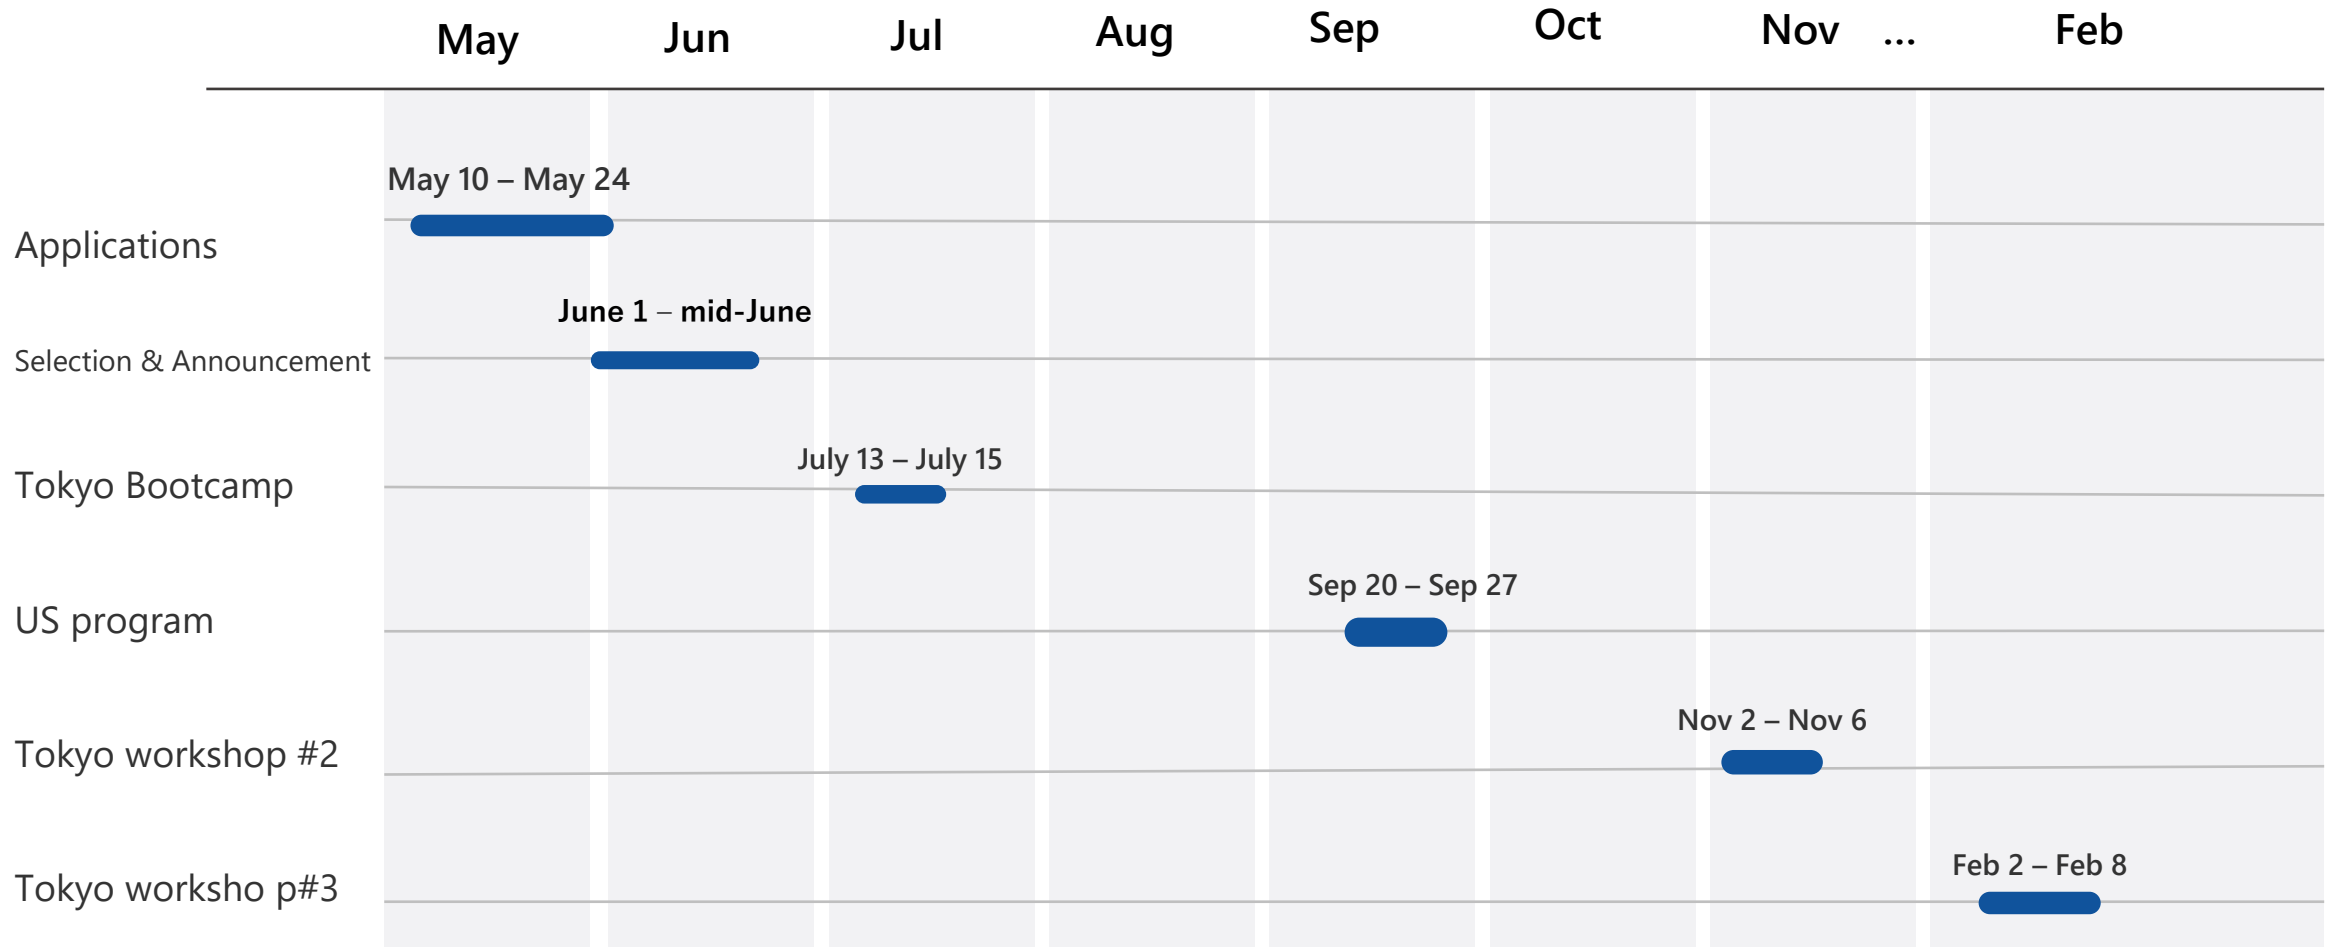 May Jun Jul Aug Sep Oct Nov ... Feb
May 10 – May 24
Applications
June 1 – mid-June
Selection & Announcement
July 13 – July 15
Tokyo Bootcamp
Sep 20 – Sep 27
US program
Nov 2 – Nov 6
Tokyo workshop #2
Feb 2 – Feb 8
Tokyo worksho p#3